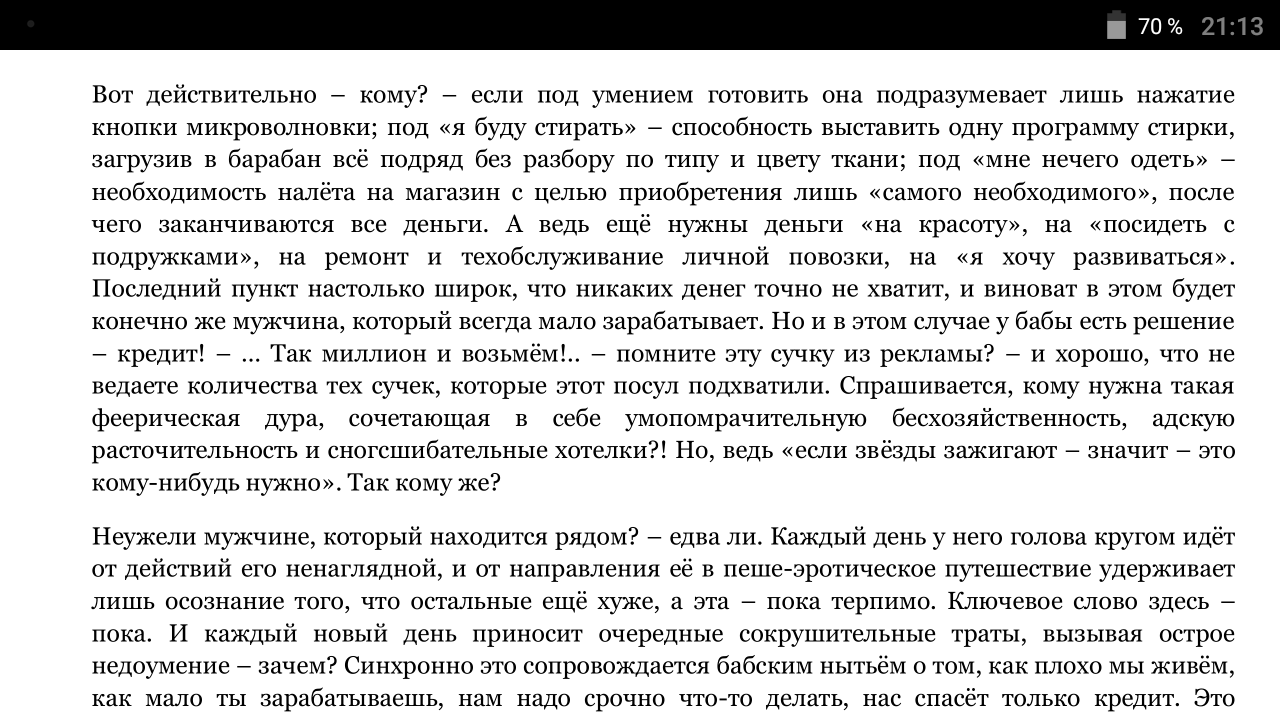 70 % 21:13
Вот действительно – кому? – если под умением готовить она подразумевает лишь нажатие
кнопки микроволновки; под «я буду стирать» – способность выставить одну программу стирки,
загрузив в барабан всё подряд без разбору по типу и цвету ткани; под «мне нечего одеть» –
необходимость налёта на магазин с целью приобретения лишь «самого необходимого», после
чего заканчиваются все деньги. А ведь ещё нужны деньги «на красоту», на «посидеть с
подружками», на ремонт и техобслуживание личной повозки, на «я хочу развиваться».
Последний пункт настолько широк, что никаких денег точно не хватит, и виноват в этом будет
конечно же мужчина, который всегда мало зарабатывает. Но и в этом случае у бабы есть решение
– кредит! – ... Так миллион и возьмём!.. – помните эту сучку из рекламы? – и хорошо, что не
ведаете количества тех сучек, которые этот посул подхватили. Спрашивается, кому нужна такая
феерическая дура, сочетающая в себе умопомрачительную бесхозяйственность, адскую
расточительность и сногсшибательные хотелки?! Но, ведь «если звёзды зажигают – значит – это
кому-нибудь нужно». Так кому же?
Неужели мужчине, который находится рядом? – едва ли. Каждый день у него голова кругом идёт
от действий его ненаглядной, и от направления её в пеше-эротическое путешествие удерживает
лишь осознание того, что остальные ещё хуже, а эта – пока терпимо. Ключевое слово здесь –
пока. И каждый новый день приносит очередные сокрушительные траты, вызывая острое
недоумение – зачем? Синхронно это сопровождается бабским нытьём о том, как плохо мы живём,
как мало ты зарабатываешь, нам надо срочно что-то делать, нас спасёт только кредит. Это